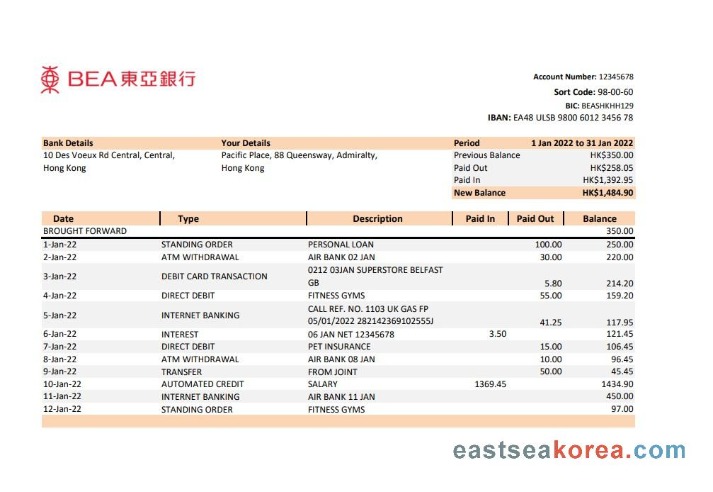 BEA東亞銀行
Account Number: 12345678
Sort Code: 98-00-60
BIC: BEASHKHH129
IBAN: EA48 ULSB 9800 6012 3456 78
Bank Details Your Details Period 1 Jan 2022 to 31 Jan 2022
10 Des Voeux Rd Central, Central, Pacific Place, 88 Queensway, Admiralty, Previous Balance HK$350.00
Hong Kong Hong Kong Paid Out HK$258.05
Paid In HK$1,392.95
New Balance HK$1,484.90
Date Type Description Paid In Paid Out Balance
BROUGHT FORWARD 350.00
1-Jan-22 STANDING ORDER PERSONAL LOAN 100.00 250.00
2-Jan-22 ATM WITHDRAWAL AIR BANK 02 JAN 30.00 220.00
3-Jan-22 DEBIT CARD TRANSACTION 0212 03JAN SUPERSTORE BELFAST
GB 5.80 214.20
4-Jan-22 DIRECT DEBIT FITNESS GYMS 55.00 159.20
5-Jan-22 INTERNET BANKING CALL REF. NO. 1103 UK GAS FP
05/01/2022 282142369102555J 41.25 117.95
6-Jan-22 INTEREST 06 JAN NET 12345678 3.50 121.45
7-Jan-22 DIRECT DEBIT PET INSURANCE 15.00 106.45
8-Jan-22 ATM WITHDRAWAL AIR BANK 08 JAN 10.00 96.45
9-Jan-22 TRANSFER FROM JOINT 50.00 45.45
10-Jan-22 AUTOMATED CREDIT SALARY 1369.45 1434.90
11-Jan-22 INTERNET BANKING AIR BANK 11 JAN 450.00
12-Jan-22 STANDING ORDER FITNESS GYMS 97.00
eastseakorea.com